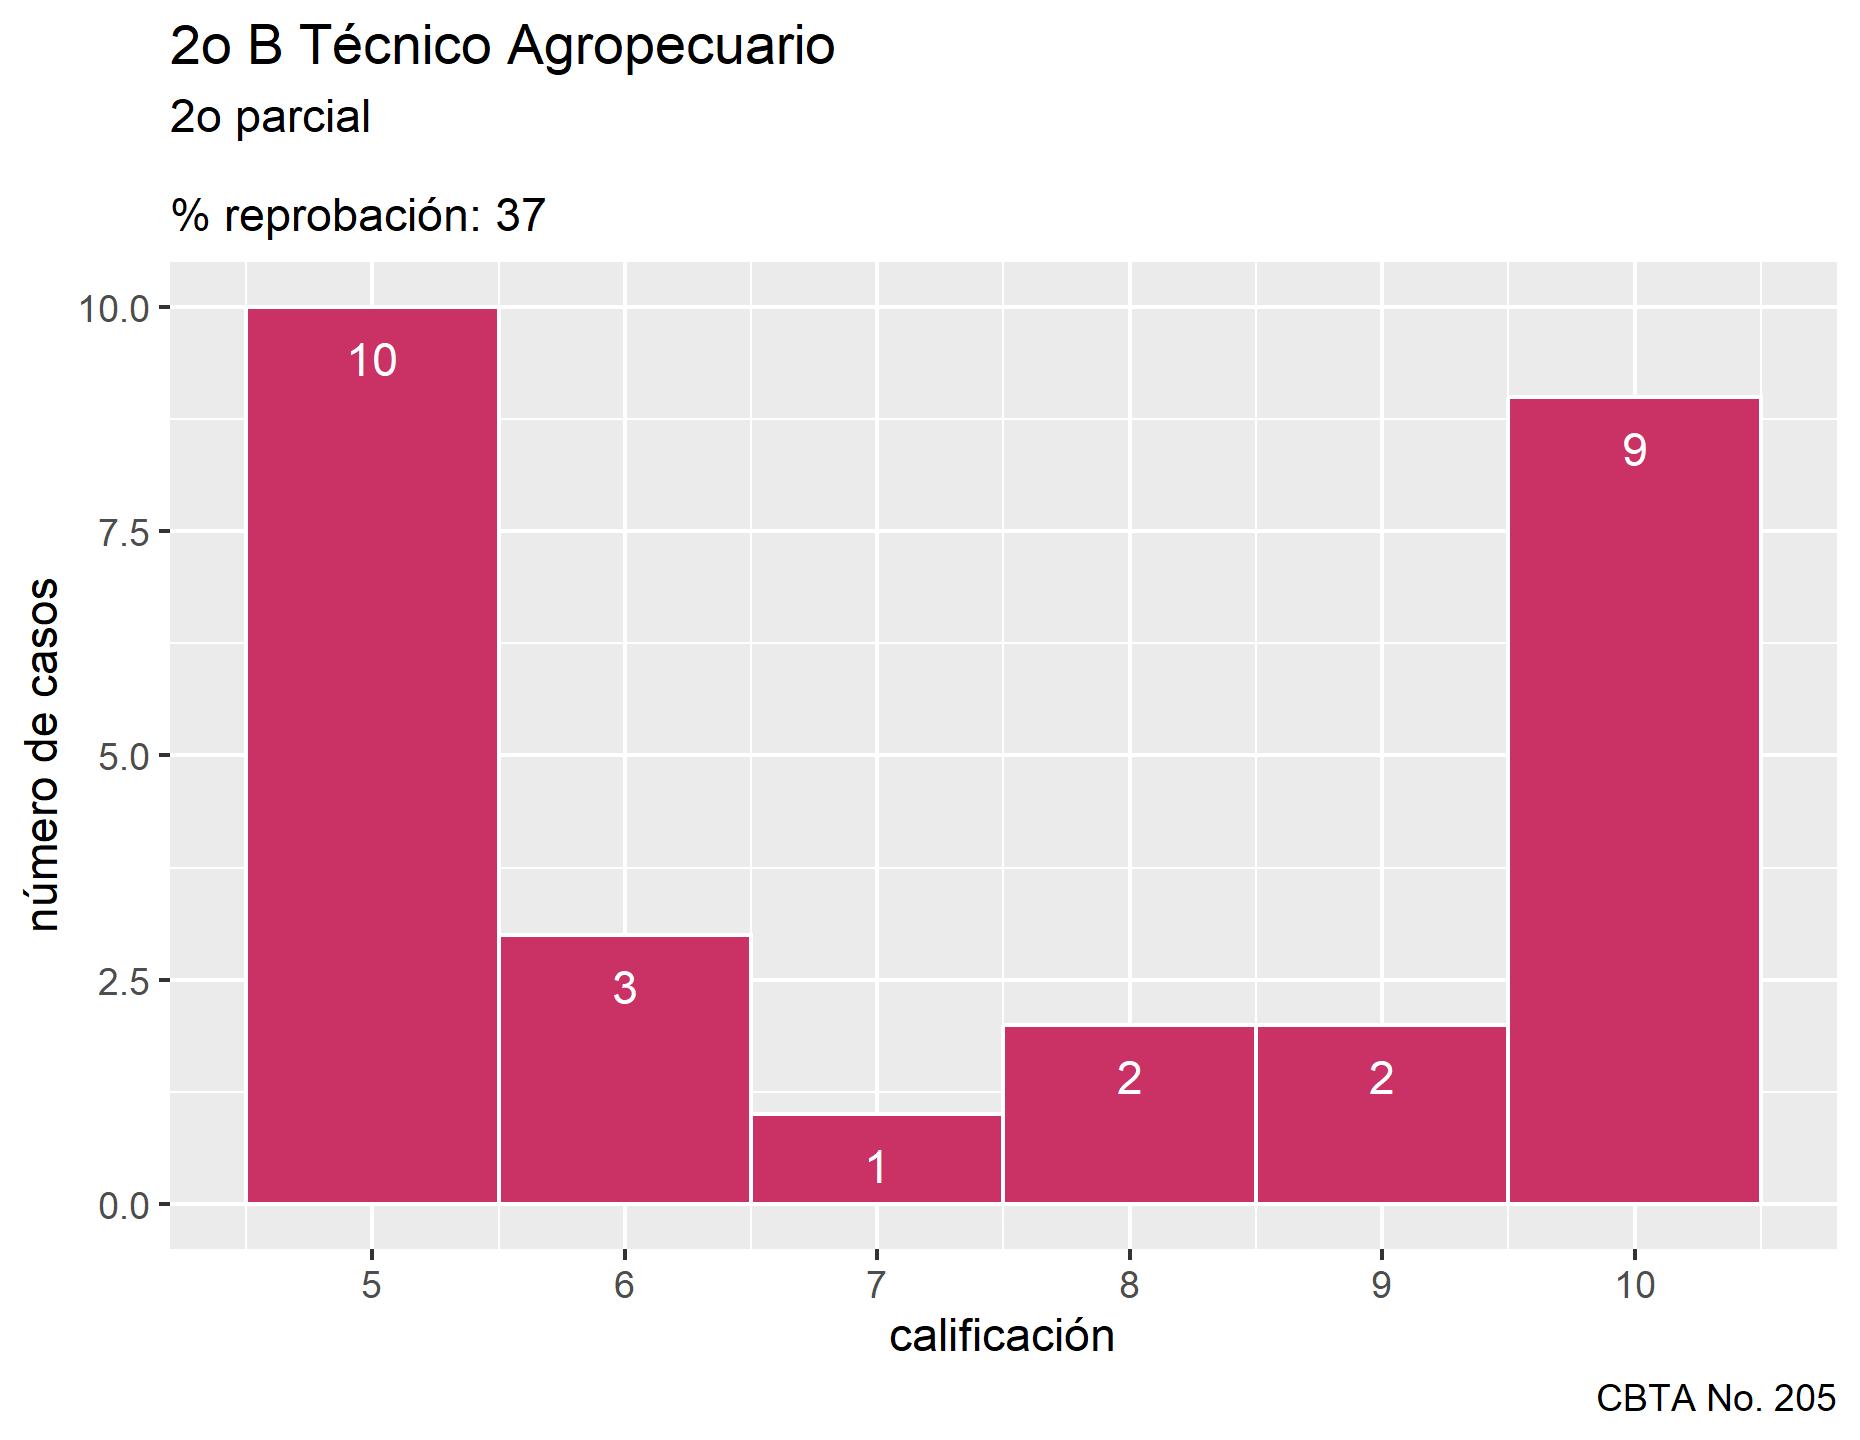 2o B Técnico Agropecuario
2o parcial
% reprobación: 37
10.0
7.5
5.0
2.5
0.0
número de casos
10
3
1
2
2
9
5
6
7
8
9
10
calificación
CBTA No. 205